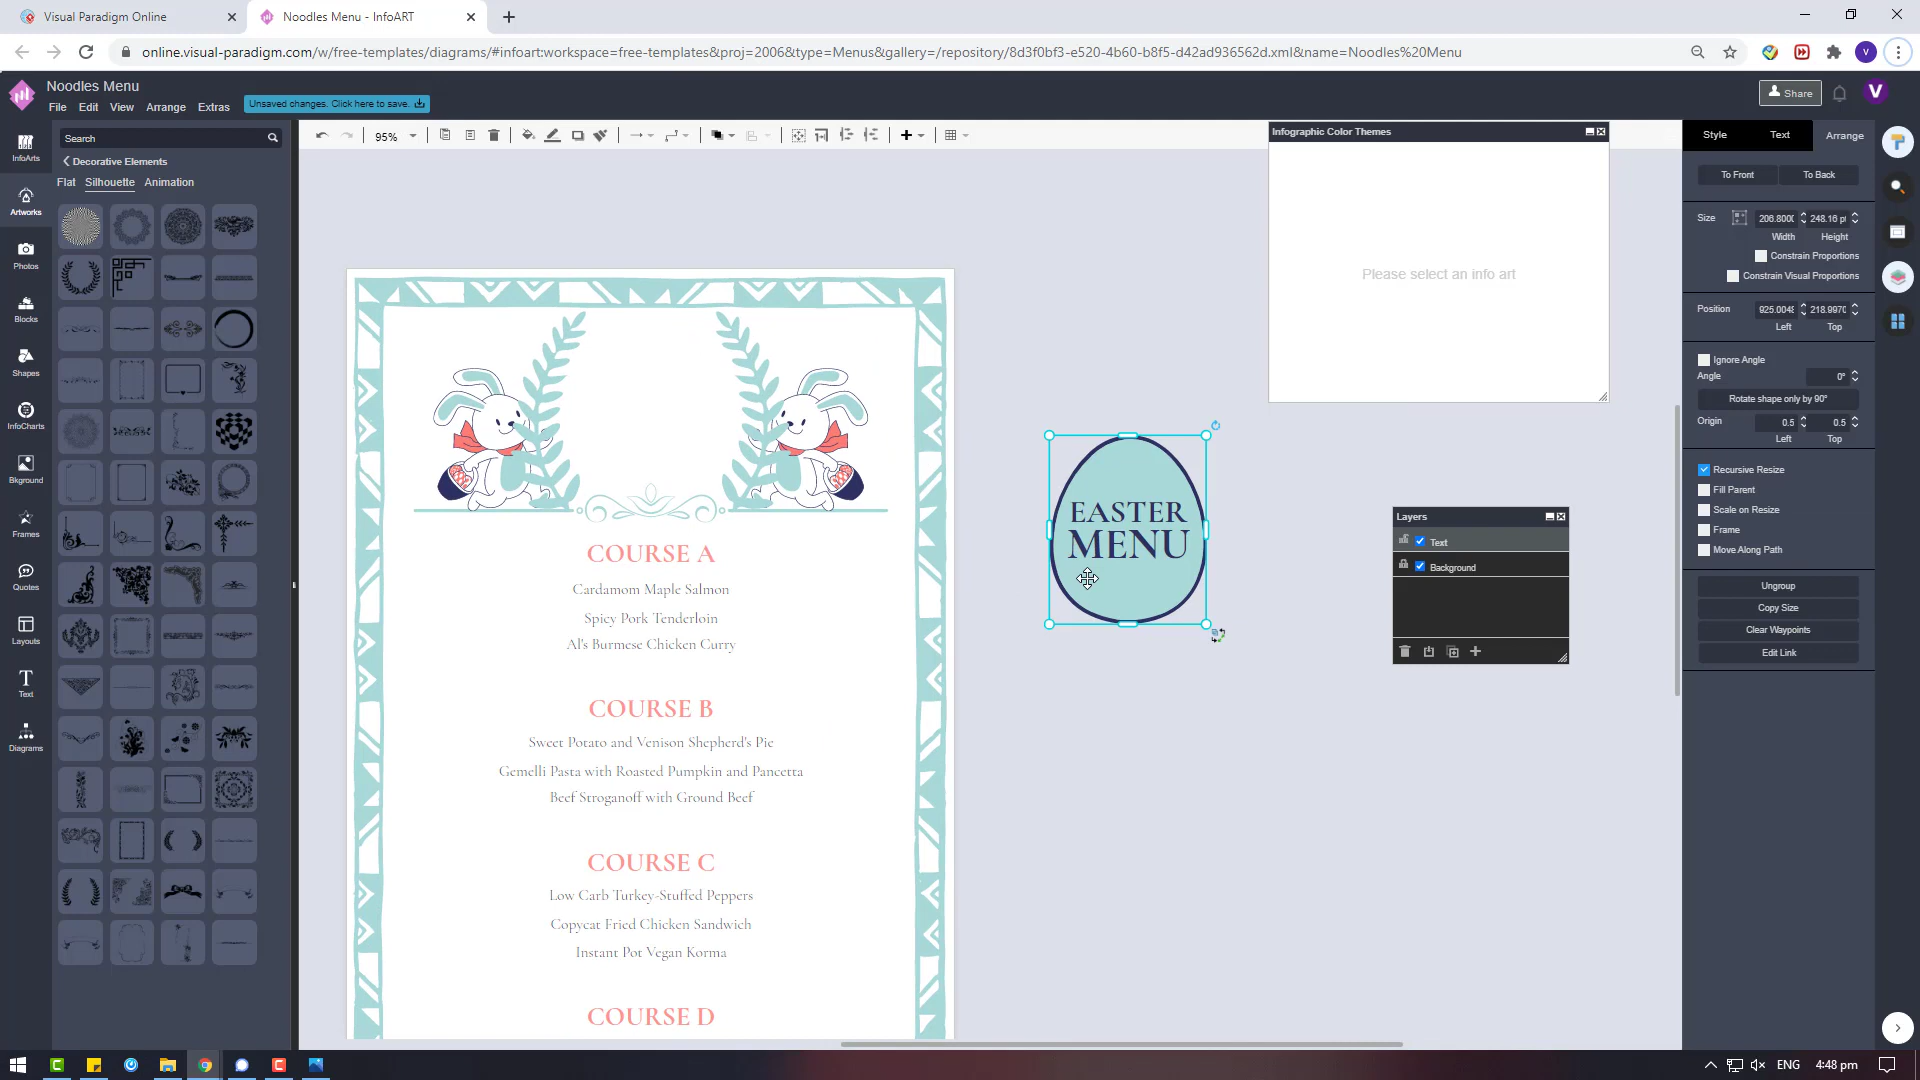 Visual Paradigm Online
Noodles Menu - InfoART
online.visual-paradigm.com/w/free-templates/diagrams/#infoart:workspace=free-templates&proj=2006&type=Menus&gallery=/repository/8d3f0bf3-e520-4b60-b8f5-d42ad936562d.xml&name=Noodles%20Menu
V
Noodles Menu
File Edit View Arrange Extras
Unsaved changes. Click here to save.
Share
V
Search
95%
Infographic Color Themes
Style Text Arrange
InfoArts
Decorative Elements
Flat Silhouette Animation
Artworks
Photos
Blocks
Shapes
InfoCharts
Bkground
Frames
Quotes
Layouts
Text
Diagrams
Please select an info art
EASTER
MENU
COURSE A
Cardamom Maple Salmon
Spicy Pork Tenderloin
Al's Burmese Chicken Curry
COURSE B
Sweet Potato and Venison Shepherd's Pie
Gemelli Pasta with Roasted Pumpkin and Pancetta
Beef Stroganoff with Ground Beef
COURSE C
Low Carb Turkey-Stuffed Peppers
Copycat Fried Chicken Sandwich
Instant Pot Vegan Korma
COURSE D
Layers
Text
Background
To Front To Back
Size 248.16 pt
Width Height
Constrain Proportions
Constrain Visual Proportions
Position
Left Top
Ignore Angle
Angle 0°
Rotate shape only by 90°
Origin 0.5 0.5
Left Top
Recursive Resize
Fill Parent
Scale on Resize
Frame
Move Along Path
Ungroup
Copy Size
Clear Waypoints
Edit Link
ENG
4:48 pm